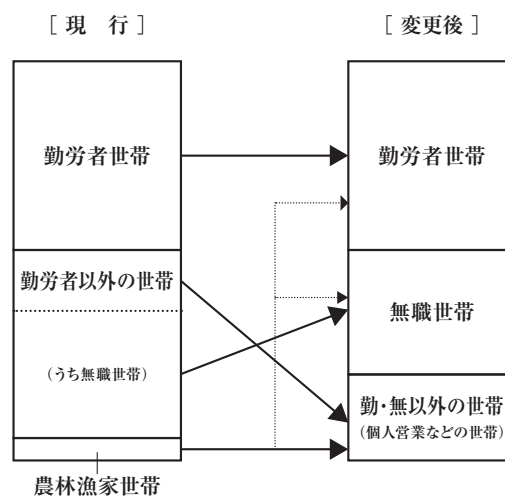 ［ 現　行 ］
［ 変更後 ］
勤労者世帯
勤労者世帯
勤労者以外の世帯
（うち無職世帯）
無職世帯
勤・無以外の世帯
（個人営業などの世帯）
農林漁家世帯